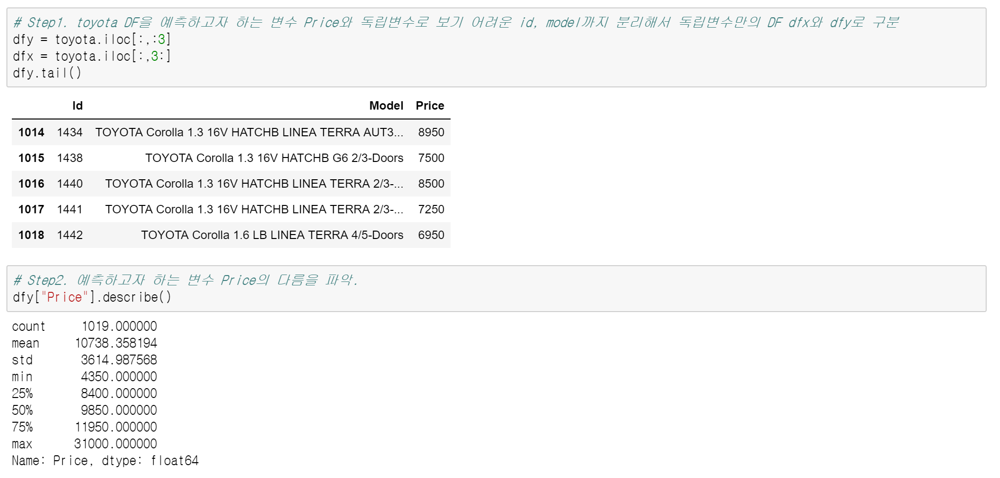 # Step1. toyota DF을 예측하고자 하는 변수 Price와 독립변수로 보기 어려운 id, model까지 분리해서 독립변수만의 DF dfx와 dfy로 구분
dfy = toyota.iloc[:,:3]
dfx = toyota.iloc[:,3:]
dfy.tail()
Id Model Price
1014 1434 TOYOTA Corolla 1.3 16V HATCHB LINEA TERRA AUT3... 8950
1015 1438 TOYOTA Corolla 1.3 16V HATCHB G6 2/3-Doors 7500
1016 1440 TOYOTA Corolla 1.3 16V HATCHB LINEA TERRA 2/3-... 8500
1017 1441 TOYOTA Corolla 1.3 16V HATCHB LINEA TERRA 2/3-... 7250
1018 1442 TOYOTA Corolla 1.6 LB LINEA TERRA 4/5-Doors 6950
# Step2. 예측하고자 하는 변수 Price의 다름을 파악.
dfy["Price"].describe()
count 1019.000000
mean 10738.358194
std 3614.987568
min 4350.000000
25% 8400.000000
50% 9850.000000
75% 11950.000000
max 31000.000000
Name: Price, dtype: float64